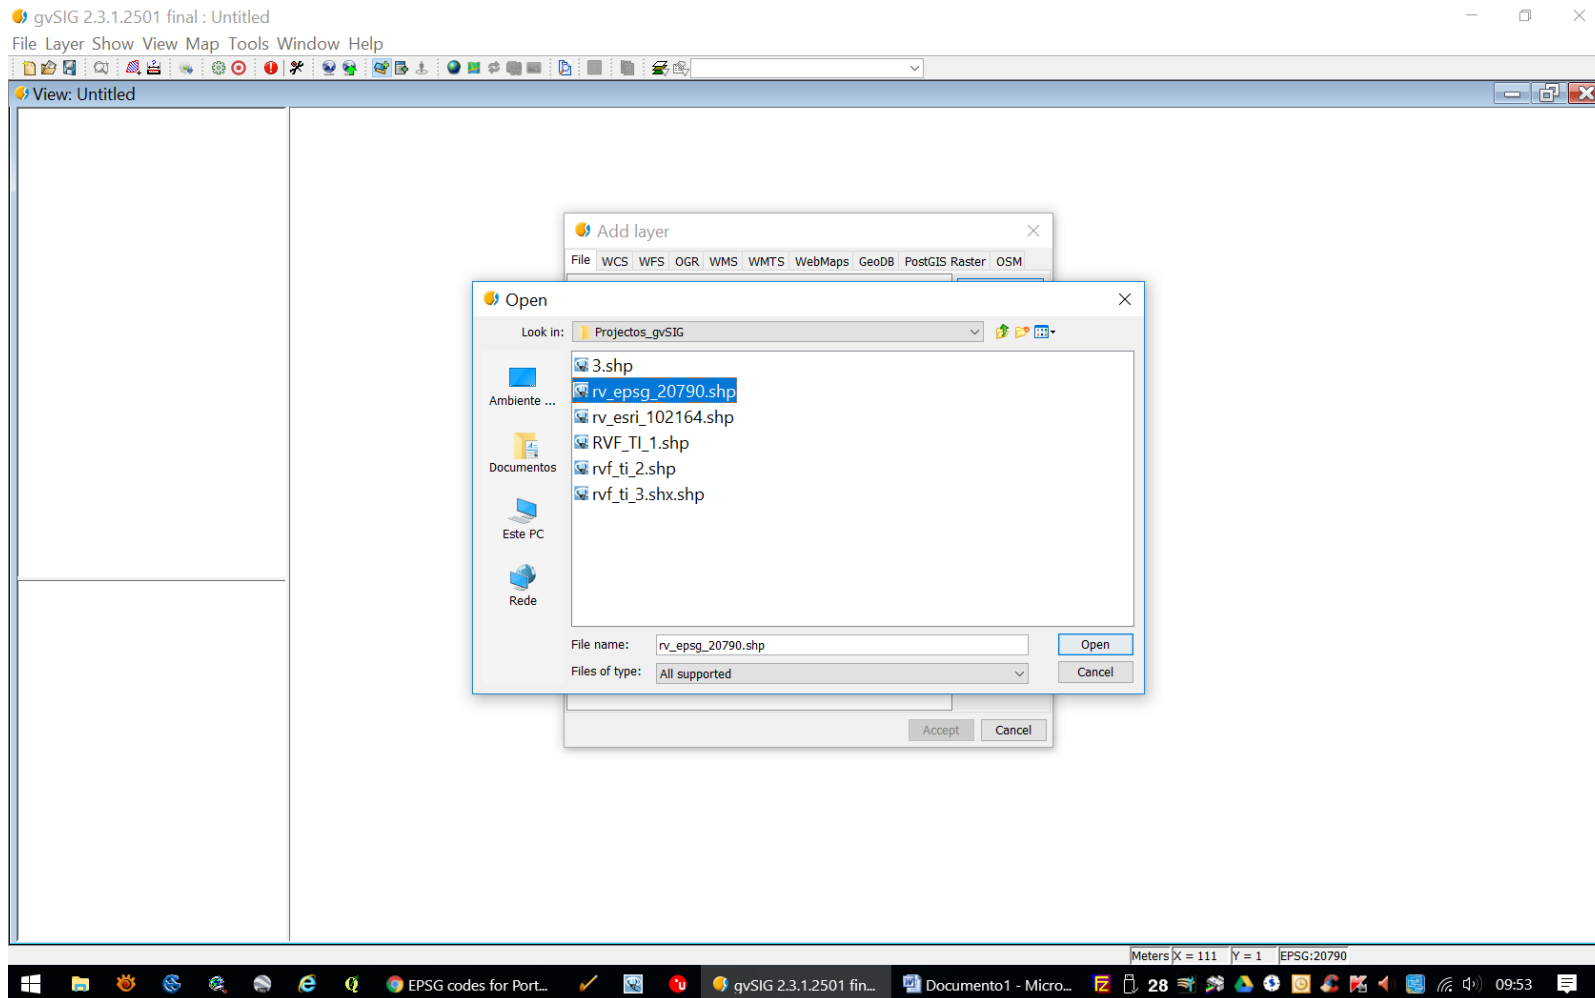 gvSIG 2.3.1.2501 final : Untitled
File Layer Show View Map Tools Window Help
View: Untitled
Add layer
File WCS WFS OGR WMS WMTS WebMaps GeoDB PostGIS Raster OSM
Open
Look in: Projectos_gvSIG
3.shp
rv_epsg_20790.shp
rv_esri_102164.shp
RVF_TI_1.shp
rvf_ti_2.shp
rvf_ti_3.shx.shp
Ambiente ...
Documentos
Este PC
Rede
File name: rv_epsg_20790.shp Open
Files of type: All supported Cancel
Accept Cancel
Meters X = 111 Y = 1 EPSG:20790
EPSG codes for Port... gvSIG 2.3.1.2501 fin... Documento1 - Micro... 28 09:53